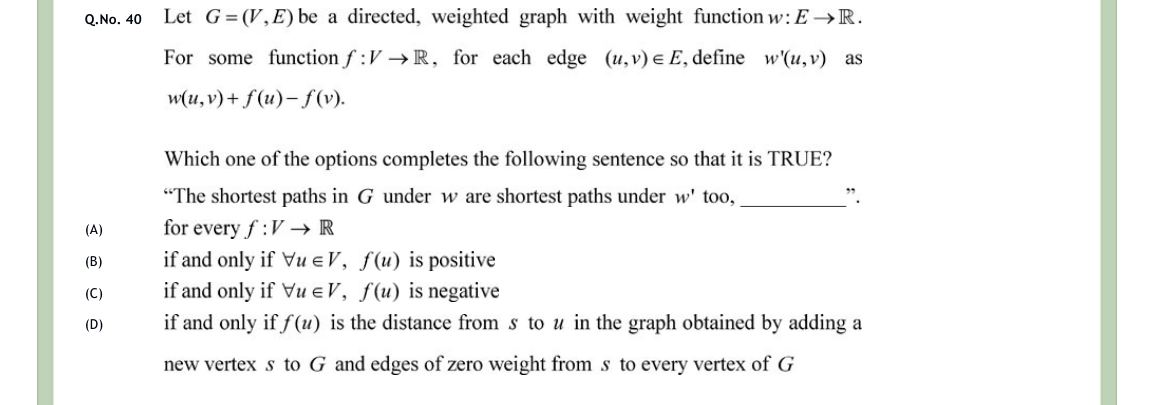 Q.No. 40 Let G = (V, E) be a directed, weighted graph with weight function w: E → ℝ.
For some function f : V → ℝ, for each edge (u, v) ∈ E, define w'(u, v) as
w(u, v) + f(u) − f(v).
Which one of the options completes the following sentence so that it is TRUE?
“The shortest paths in G under w are shortest paths under w' too, ___________”.
(A) for every f : V → ℝ
(B) if and only if ∀u ∈ V, f(u) is positive
(C) if and only if ∀u ∈ V, f(u) is negative
(D) if and only if f(u) is the distance from s to u in the graph obtained by adding a
new vertex s to G and edges of zero weight from s to every vertex of G